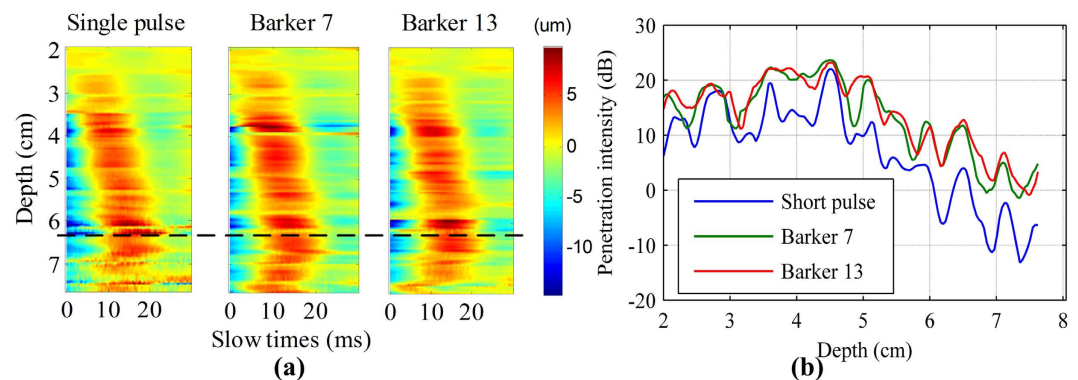 Single pulse Barker 7 Barker 13 (um)
Depth (cm)
2
3
4
5
6
7
0 10 20 0 10 20 0 10 20
Slow times (ms)
5
0
-5
-10
(a)
Penetration intensity (dB)
30
20
10
0
-10
-20
Short pulse
Barker 7
Barker 13
2 3 4 5 6 7 8
Depth (cm)
(b)